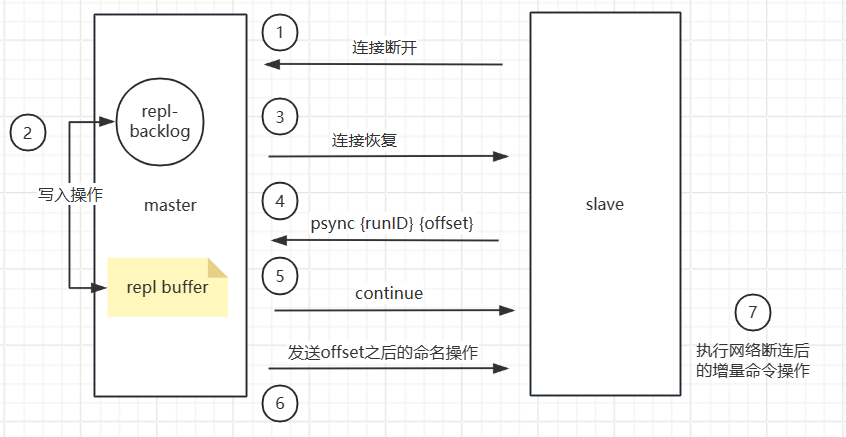 1
连接断开
repl-
backlog
3
2
连接恢复
写入操作
master
4
slave
psync {runID} {offset}
5
repl buffer
continue
7
发送offset之后的命名操作
执行网络断连后
的增量命令操作
6